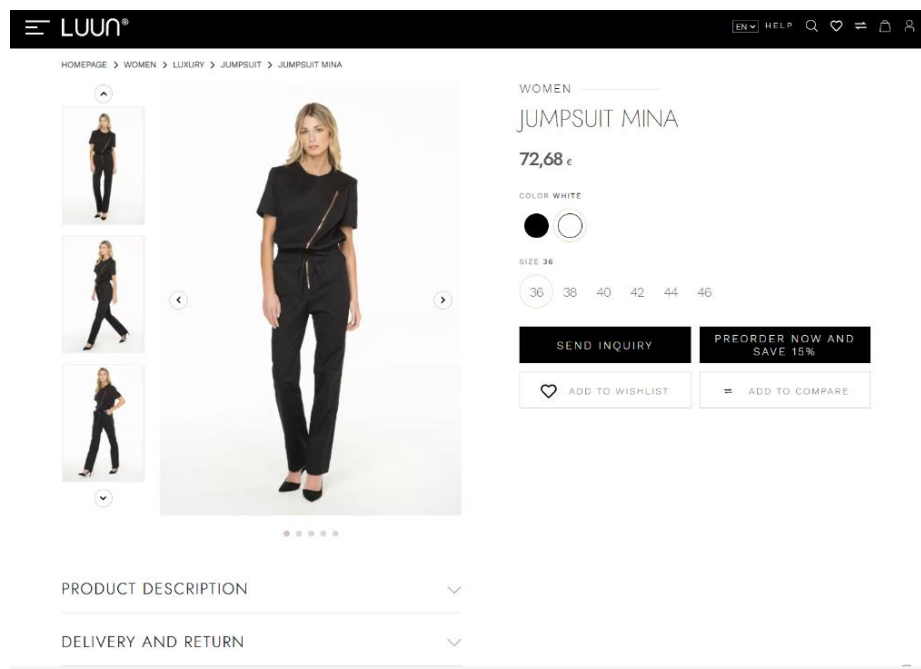 LUUN®
EN HELP
HOMEPAGE > WOMEN > LUXURY > JUMPSUIT > JUMPSUIT MINA
WOMEN
JUMPSUIT MINA
72,68 €
COLOR WHITE
SIZE 36
36 38 40 42 44 46
SEND INQUIRY
PREORDER NOW AND
SAVE 15%
ADD TO WISHLIST
ADD TO COMPARE
PRODUCT DESCRIPTION
DELIVERY AND RETURN